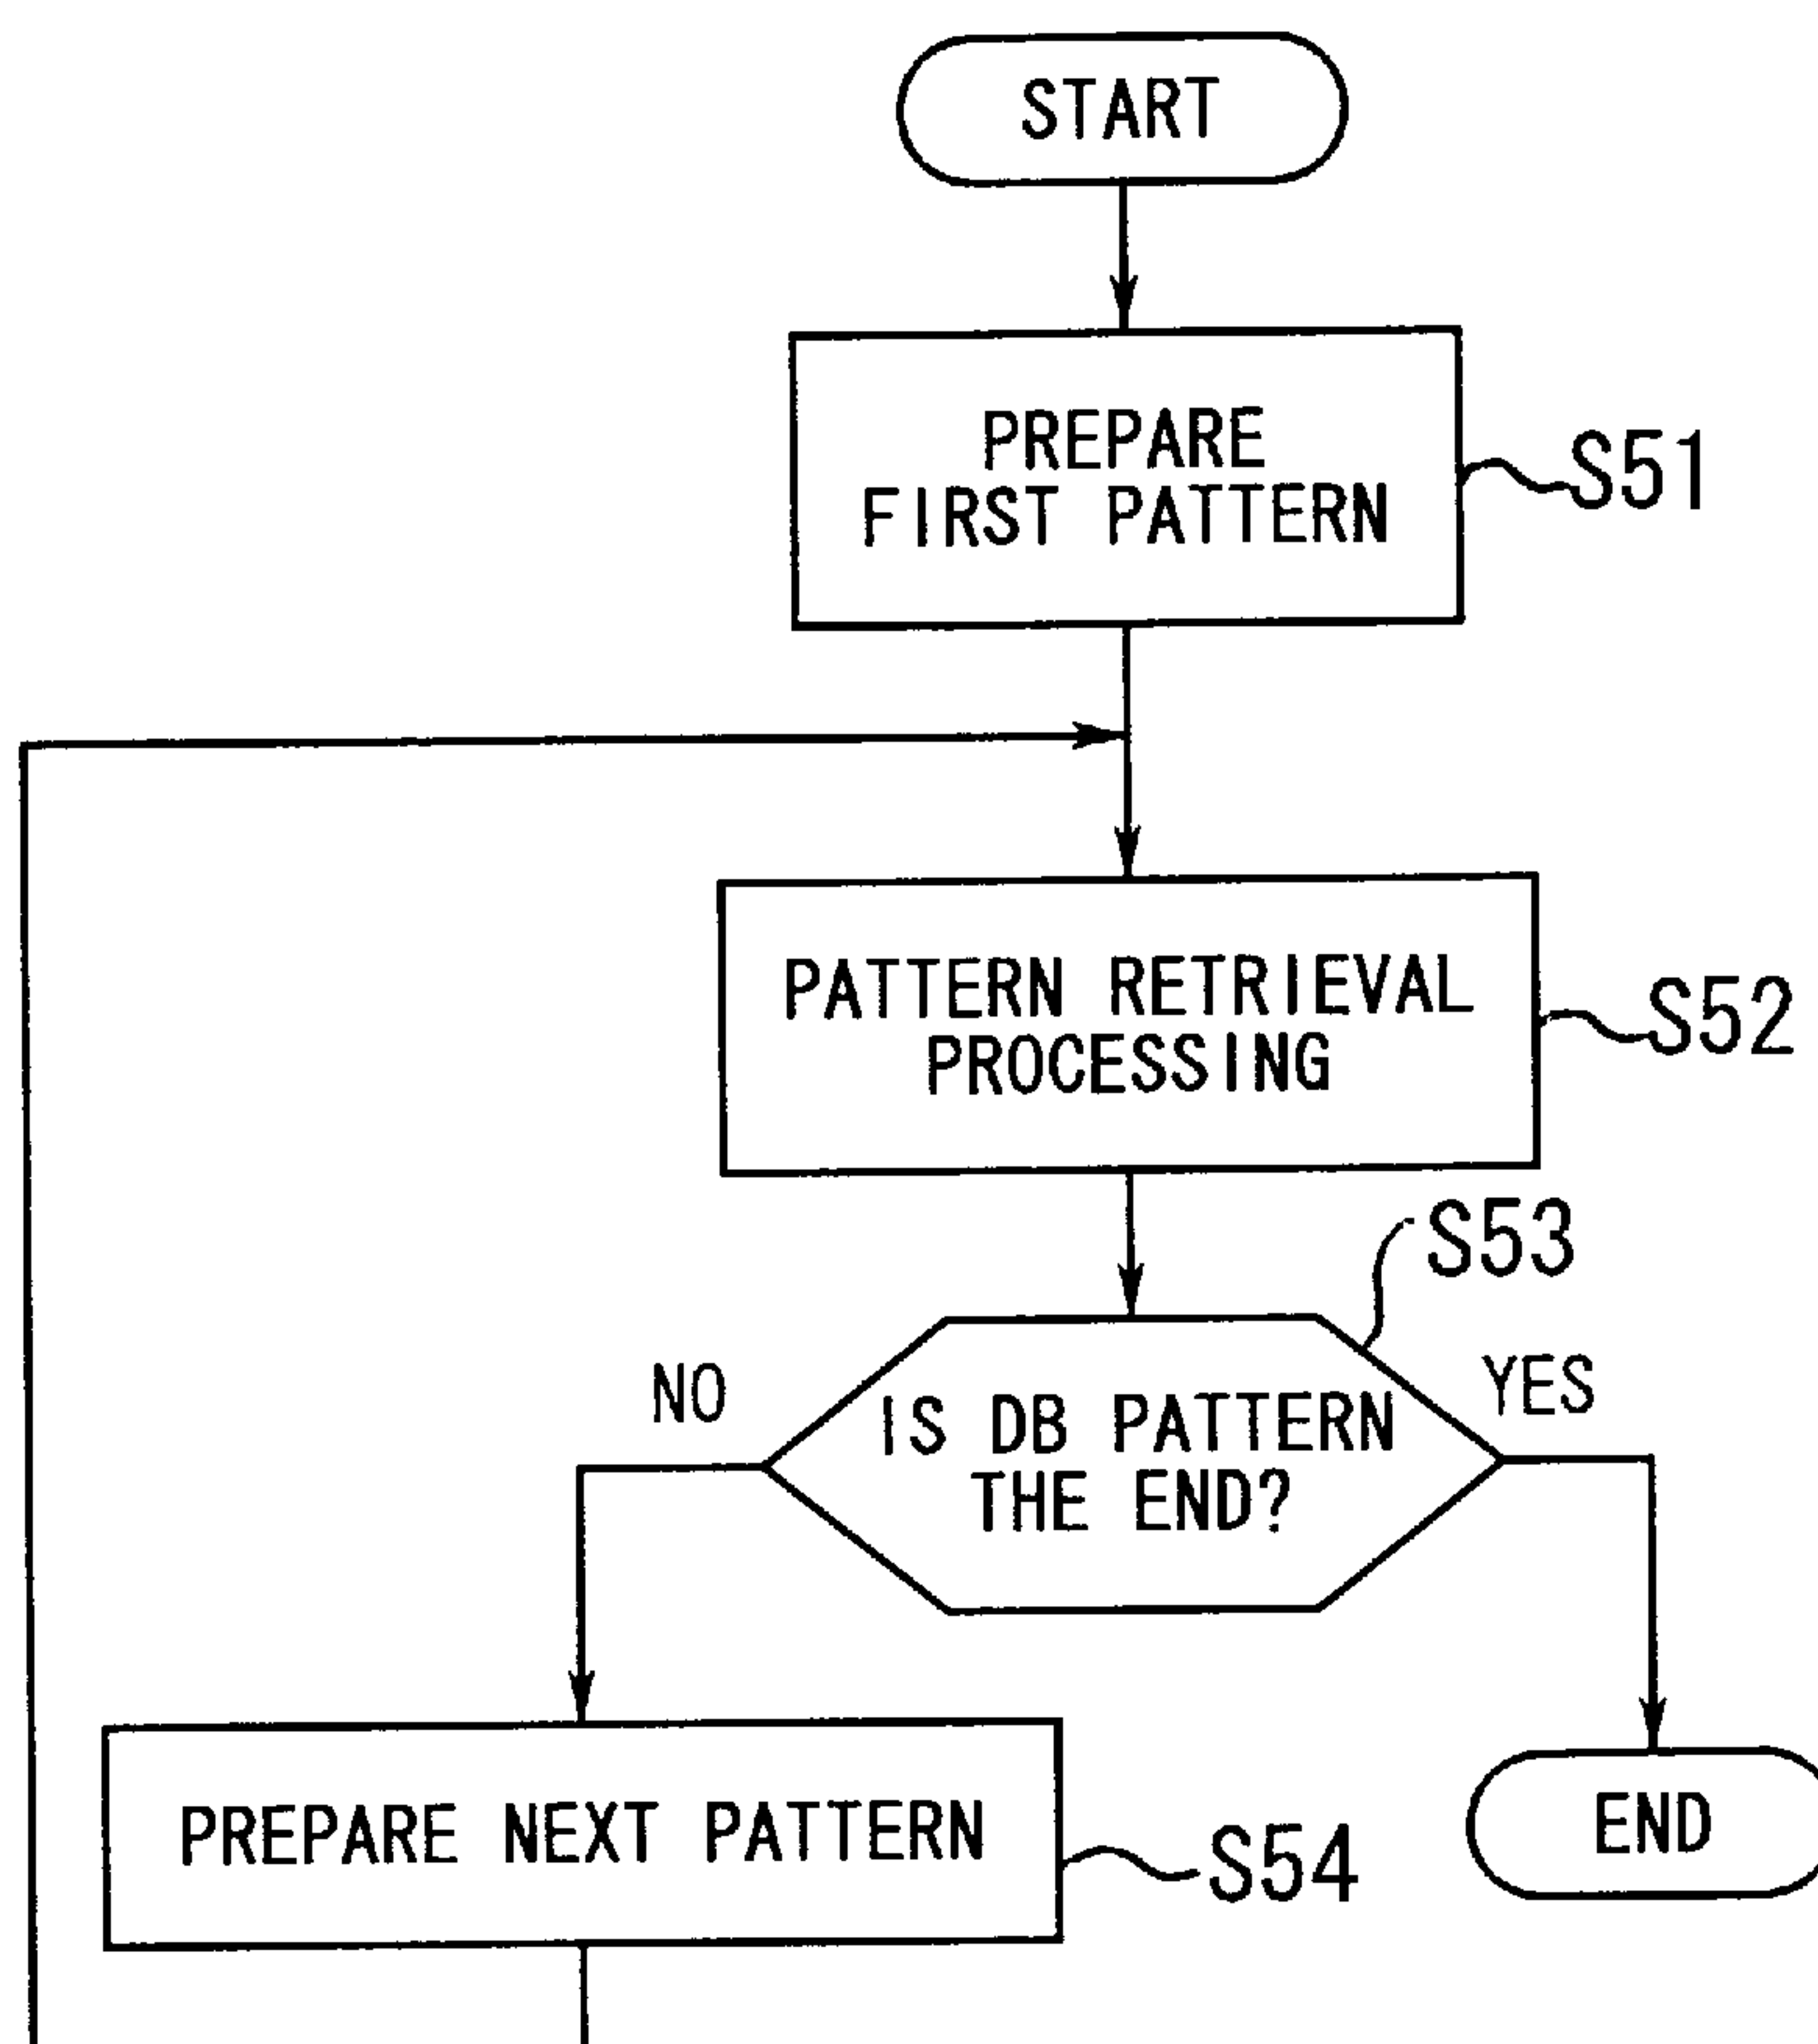 START
PREPARE
FIRST PATTERN
S51
PATTERN RETRIEVAL
PROCESSING
S52
S53
NO
YES
IS DB PATTERN
THE END?
PREPARE NEXT PATTERN
S54
END